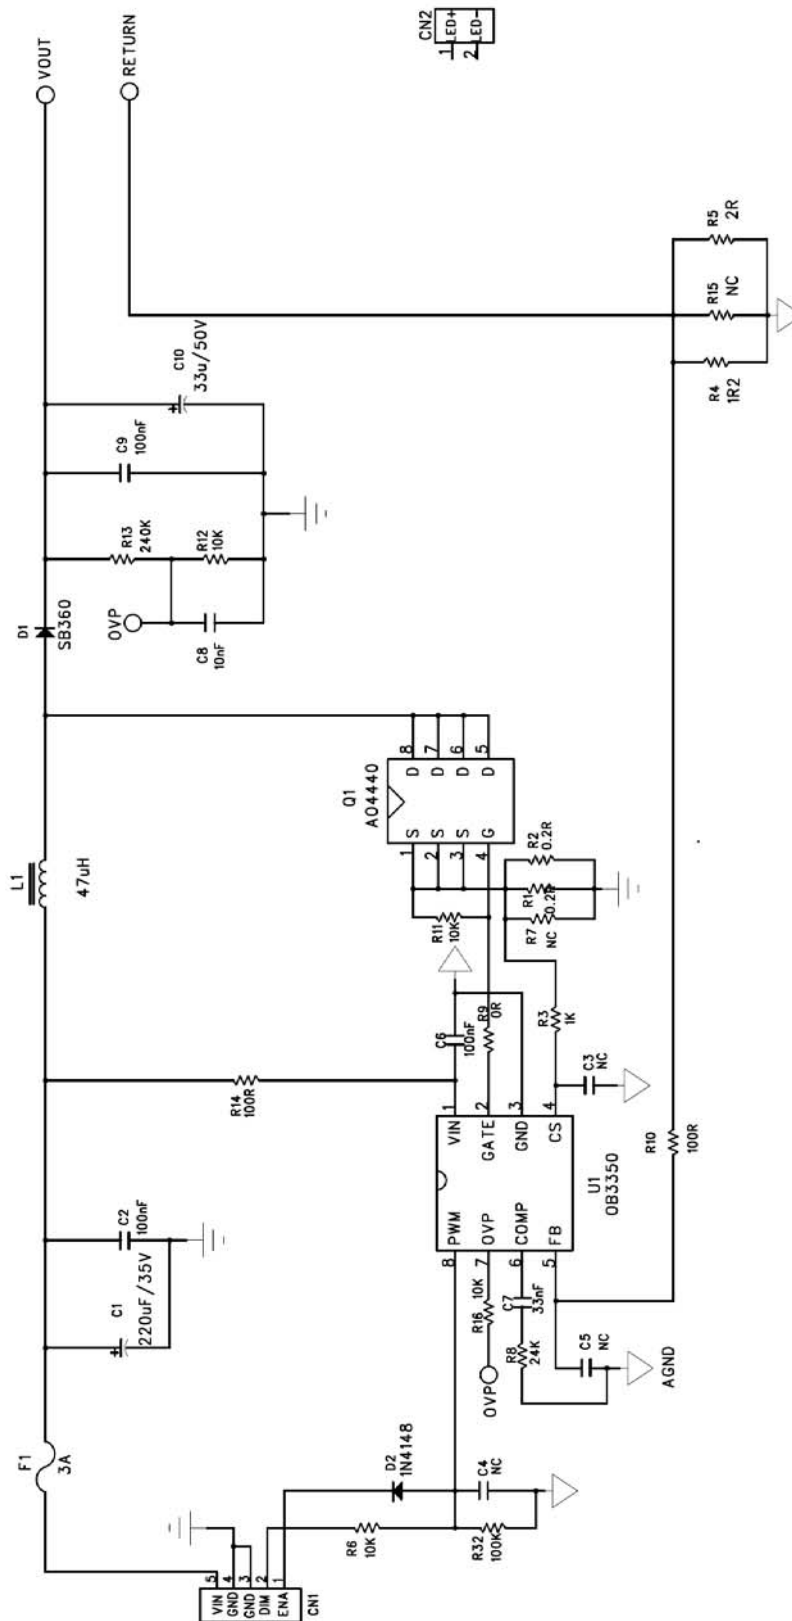 F1
3A
C1
220uF/35V
C2
100nF
R14
100R
L1
47uH
D1
SB360
VOUT
RETURN
OVP
C8
10nF
R13
240K
R12
10K
C9
100nF
C10
33u/50V
CN2
1
2
LED+
LED-
Q1
AO4440
1
2
3
4
S
S
S
G
D
D
D
D
8
7
6
5
R11
10K
R9
0R
C6
100nF
R7
NC
R1
0.2R
R2
0.2R
R3
1K
C3
NC
PWM
OVP
COMP
FB
VIN
GATE
GND
CS
8
7
6
5
1
2
3
4
U1
OB3350
R16
10K
OVP
C7
33nF
R8
24K
C5
NC
AGND
D2
1N4148
R6
10K
C4
NC
R32
100K
5
4
3
2
1
VIN
GND
GND
DIM
ENA
CN1
R10
100R
R4
1R2
R15
NC
R5
2R